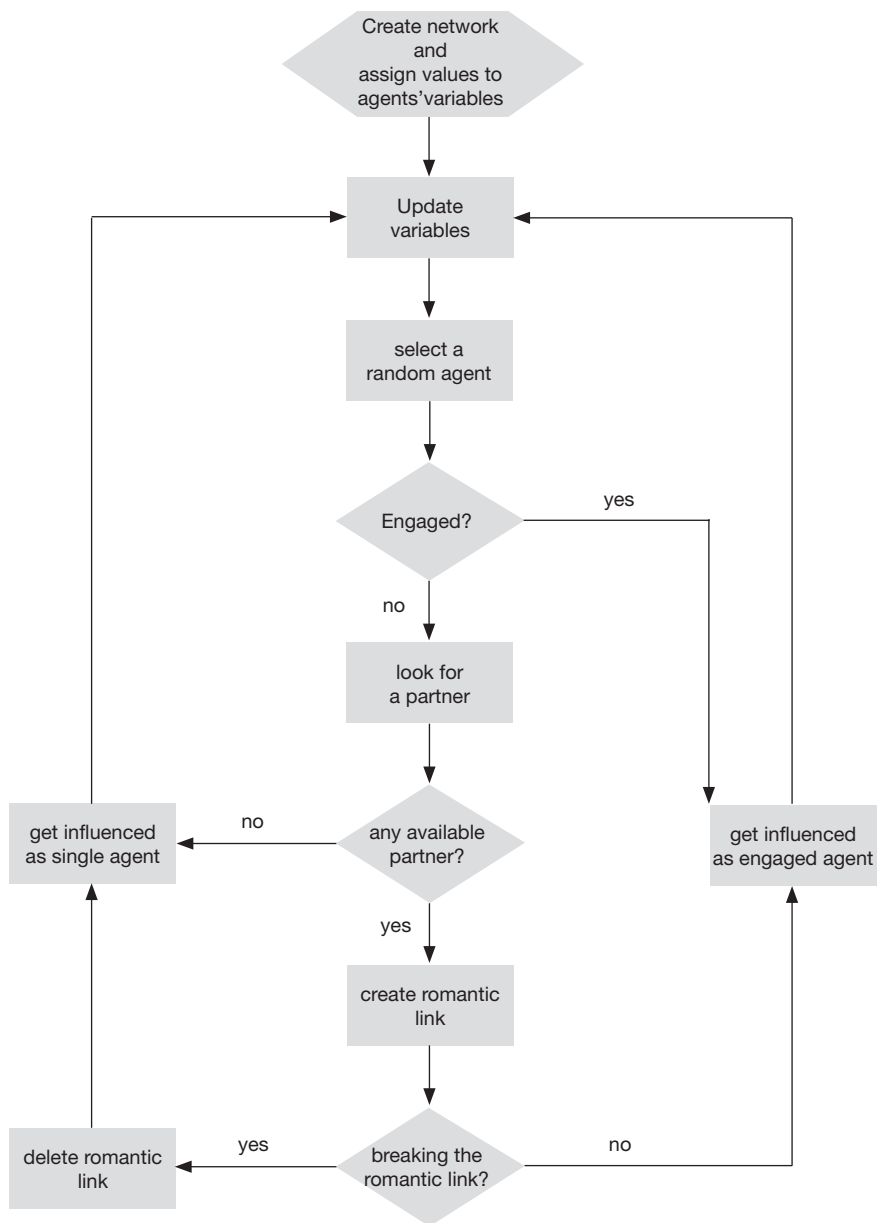 Create network
and
assign values to
agents’variables
Update
variables
select a
random agent
Engaged?
yes
no
look for
a partner
get influenced
as single agent
no
any available
partner?
get influenced
as engaged agent
yes
create romantic
link
delete romantic
link
yes
breaking the
romantic link?
no